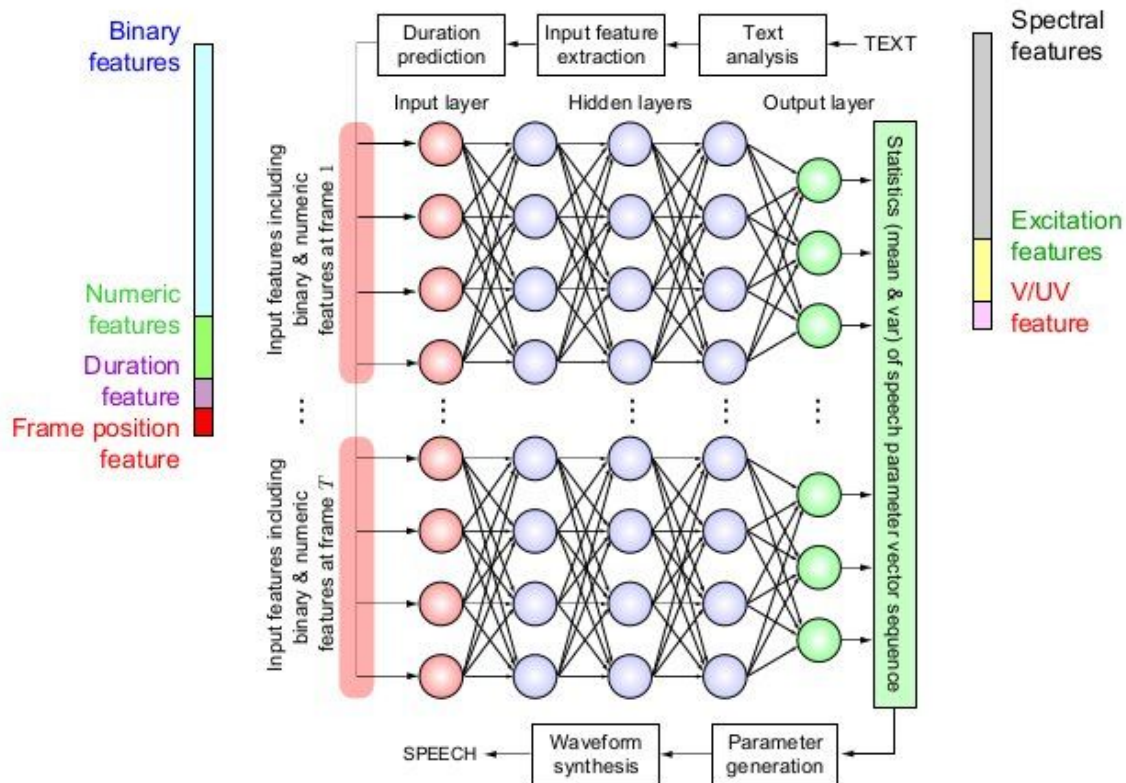 Binary
features
Numeric
features
Duration
feature
Frame position
feature
Duration
prediction
Input feature
extraction
Text
analysis
TEXT
Input layer
Hidden layers
Output layer
Input features including
binary & numeric
features at frame 1
Input features including
binary & numeric
features at frame T
Statistics (mean & var) of speech parameter vector sequence
SPEECH
Waveform
synthesis
Parameter
generation
Spectral
features
Excitation
features
V/UV
feature